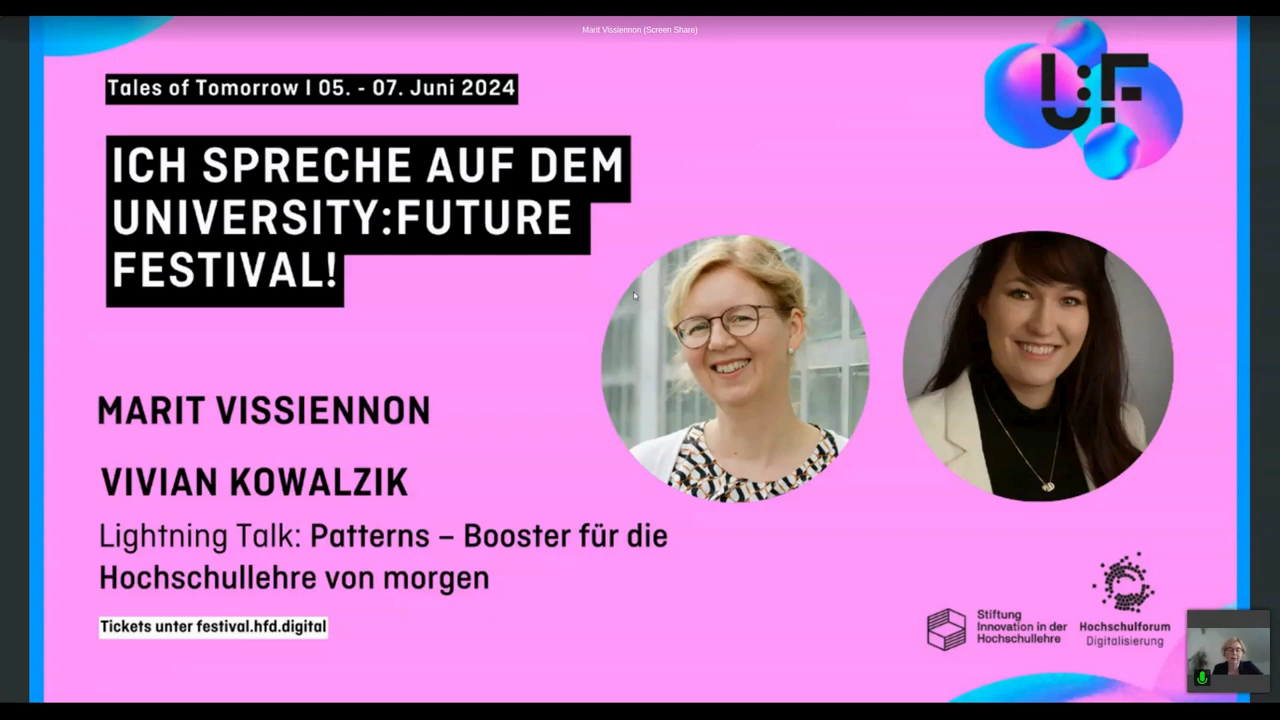 Marit Vissiennon (Screen Share)
Tales of Tomorrow I 05. - 07. Juni 2024
U:F
ICH SPRECHE AUF DEM
UNIVERSITY:FUTURE
FESTIVAL!
MARIT VISSIENNON
VIVIAN KOWALZIK
Lightning Talk: Patterns – Booster für die
Hochschullehre von morgen
Tickets unter festival.hfd.digital
Stiftung
Innovation in der
Hochschullehre
Hochschulforum
Digitalisierung